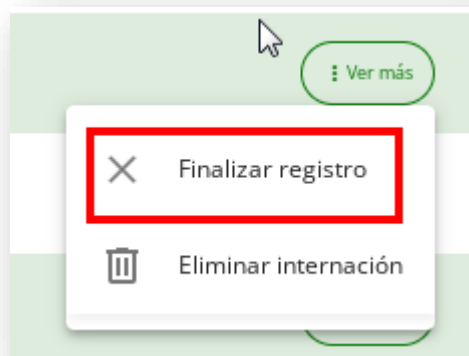 Ver más
Finalizar registro
Eliminar internación